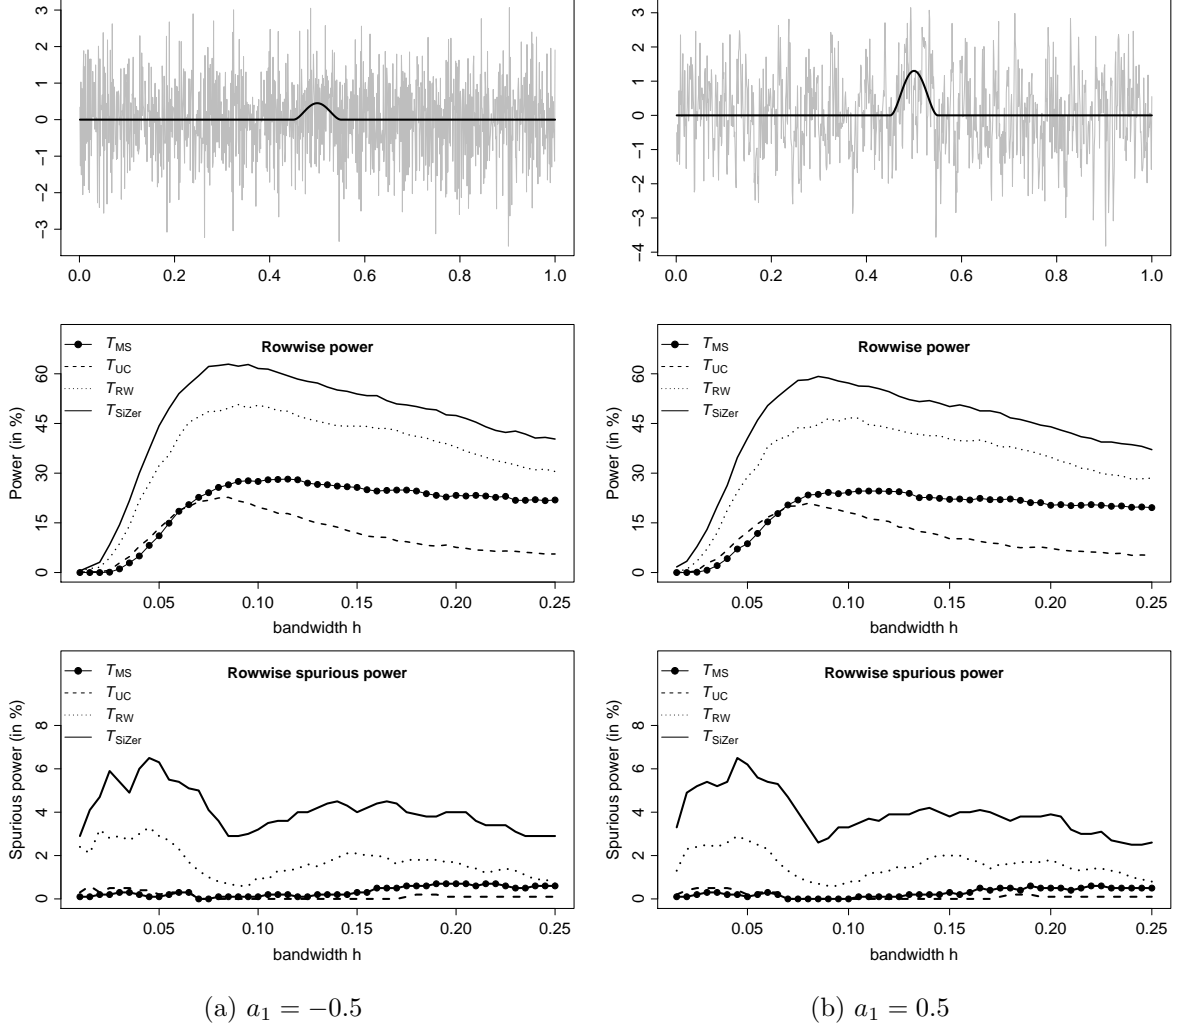 3
2
1
0
−1
−2
−3
0.0 0.2 0.4 0.6 0.8 1.0
3
2
1
0
−1
−2
−3
−4
0.0 0.2 0.4 0.6 0.8 1.0
Rowwise power
T_MS
T_UC
T_RW
T_SiZer
Power (in %)
60
45
30
15
0
0.05 0.10 0.15 0.20 0.25
bandwidth h
Rowwise power
T_MS
T_UC
T_RW
T_SiZer
Power (in %)
60
45
30
15
0
0.05 0.10 0.15 0.20 0.25
bandwidth h
Rowwise spurious power
T_MS
T_UC
T_RW
T_SiZer
Spurious power (in %)
8
6
4
2
0
0.05 0.10 0.15 0.20 0.25
bandwidth h
Rowwise spurious power
T_MS
T_UC
T_RW
T_SiZer
Spurious power (in %)
8
6
4
2
0
0.05 0.10 0.15 0.20 0.25
bandwidth h
(a) a₁ = −0.5
(b) a₁ = 0.5